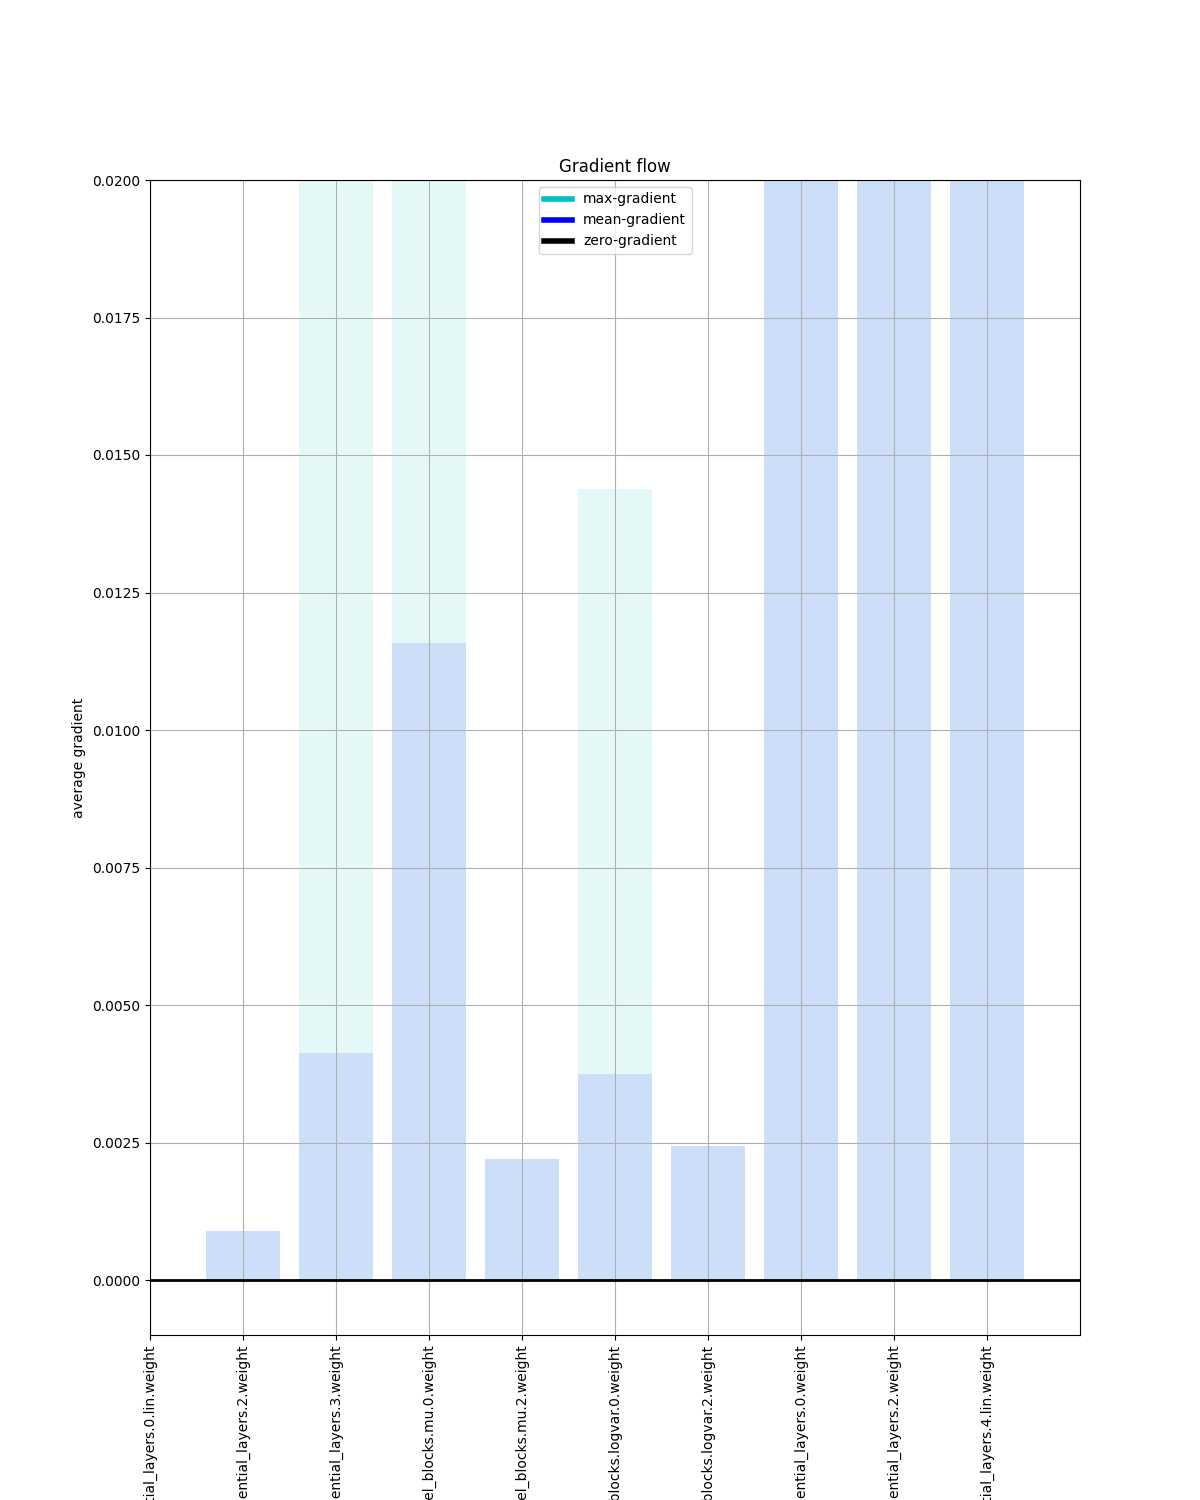 Gradient flow
max-gradient
mean-gradient
zero-gradient
0.0200
0.0175
0.0150
0.0125
0.0100
0.0075
0.0050
0.0025
0.0000
average gradient
tial_layers.0.lin.weight
ential_layers.2.weight
ential_layers.3.weight
el_blocks.mu.0.weight
el_blocks.mu.2.weight
blocks.logvar.0.weight
blocks.logvar.2.weight
ential_layers.0.weight
ential_layers.2.weight
tial_layers.4.lin.weight